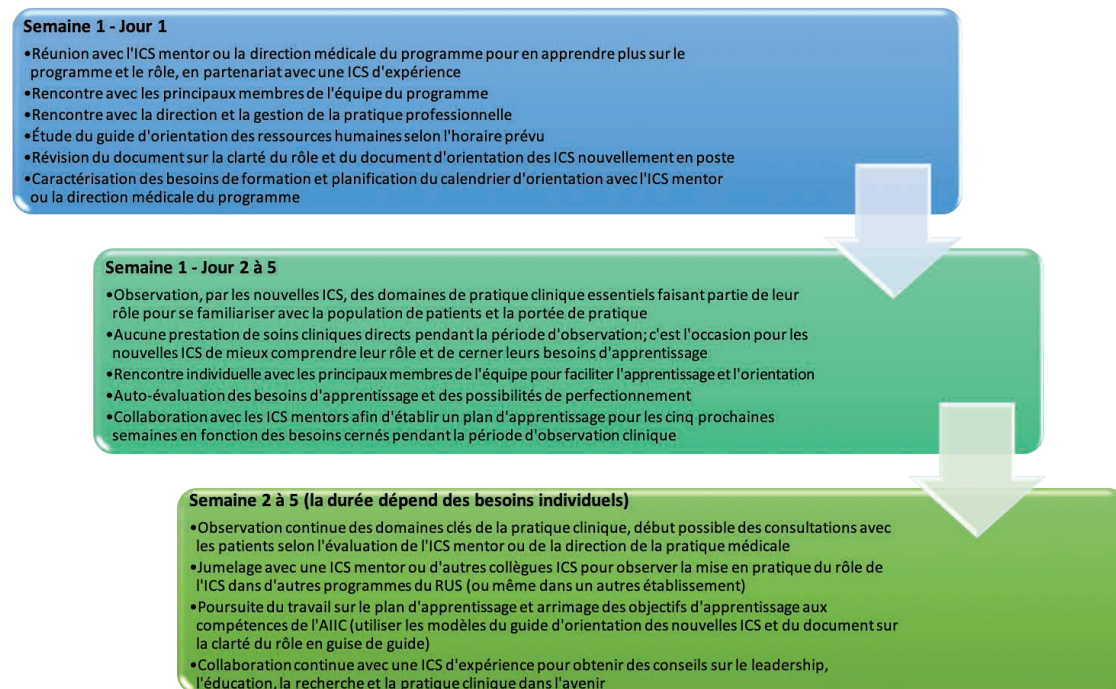 Semaine 1 - Jour 1
•Réunion avec l'ICS mentor ou la direction médicale du programme pour en apprendre plus sur le
programme et le rôle, en partenariat avec une ICS d'expérience
•Rencontre avec les principaux membres de l'équipe du programme
•Rencontre avec la direction et la gestion de la pratique professionnelle
•Étude du guide d'orientation des ressources humaines selon l'horaire prévu
•Révision du document sur la clarté du rôle et du document d'orientation des ICS nouvellement en poste
•Caractérisation des besoins de formation et planification du calendrier d'orientation avec l'ICS mentor
ou la direction médicale du programme
Semaine 1 - Jour 2 à 5
•Observation, par les nouvelles ICS, des domaines de pratique clinique essentiels faisant partie de leur
rôle pour se familiariser avec la population de patients et la portée de pratique
•Aucune prestation de soins cliniques directs pendant la période d'observation; c'est l'occasion pour les
nouvelles ICS de mieux comprendre leur rôle et de cerner leurs besoins d'apprentissage
•Rencontre individuelle avec les principaux membres de l'équipe pour faciliter l'apprentissage et l'orientation
•Auto-évaluation des besoins d'apprentissage et des possibilités de perfectionnement
•Collaboration avec les ICS mentors afin d'établir un plan d'apprentissage pour les cinq prochaines
semaines en fonction des besoins cernés pendant la période d'observation clinique
Semaine 2 à 5 (la durée dépend des besoins individuels)
•Observation continue des domaines clés de la pratique clinique, début possible des consultations avec
les patients selon l'évaluation de l'ICS mentor ou de la direction de la pratique médicale
•Jumelage avec une ICS mentor ou d'autres collègues ICS pour observer la mise en pratique du rôle de
l'ICS dans d'autres programmes du RUS (ou même dans un autres établissement)
•Poursuite du travail sur le plan d'apprentissage et arrimage des objectifs d'apprentissage aux
compétences de l'AIIC (utiliser les modèles du guide d'orientation des nouvelles ICS et du document sur
la clarté du rôle en guise de guide)
•Collaboration continue avec une ICS d'expérience pour obtenir des conseils sur le leadership,
l'éducation, la recherche et la pratique clinique dans l'avenir